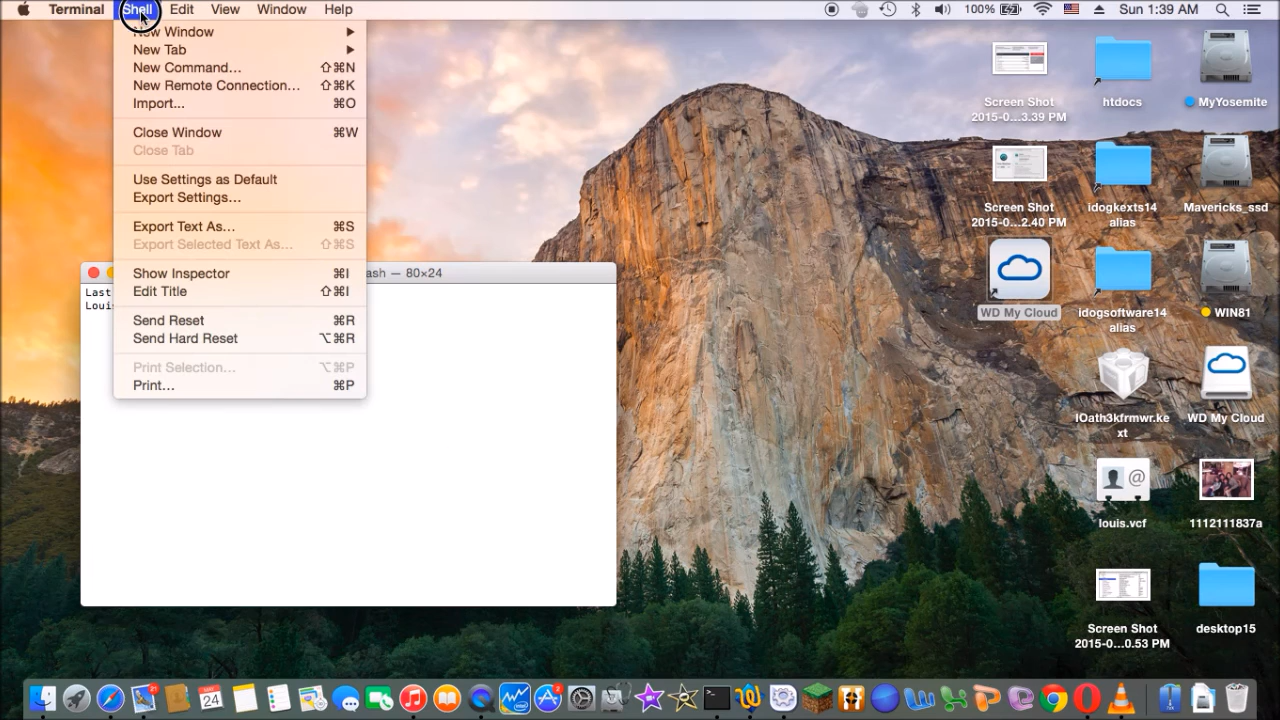 Terminal Shell Edit View Window Help 100% Sun 1:39 AM
New Window
New Tab
New Command... ⇧⌘N
New Remote Connection... ⇧⌘K
Import... ⌘O
Close Window ⌘W
Close Tab
Use Settings as Default
Export Settings...
Export Text As... ⌘S
Export Selected Text As... ⇧⌘S
Show Inspector ⌘I
Edit Title ⇧⌘I
Send Reset ⌘R
Send Hard Reset ⌥⌘R
Print Selection... ⌥⌘P
Print... ⌘P
ash — 80×24
Last
Loui
Screen Shot
2015-0...3.39 PM
htdocs
MyYosemite
Screen Shot
2015-0...2.40 PM
idogkexts14
alias
Mavericks_ssd
WD My Cloud
idogsoftware14
alias
WIN81
IOath3kfrmwr.ke
xt
WD My Cloud
louis.vcf
1112111837a
Screen Shot
2015-0...0.53 PM
desktop15
24